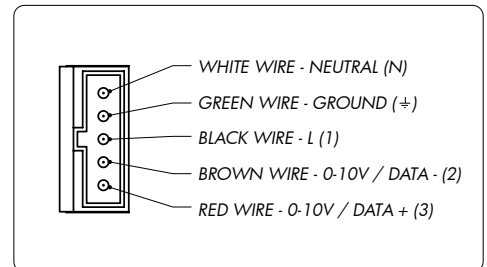 WHITE WIRE - NEUTRAL (N)
GREEN WIRE - GROUND (⏚)
BLACK WIRE - L (1)
BROWN WIRE - 0-10V / DATA - (2)
RED WIRE - 0-10V / DATA + (3)